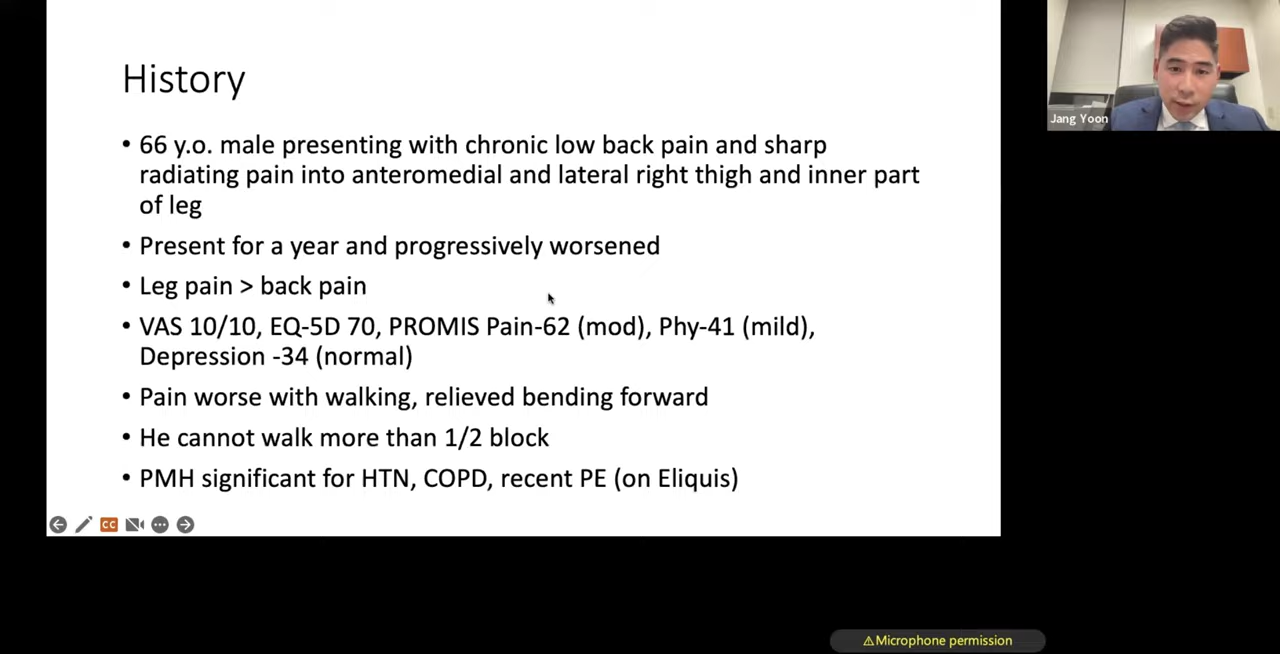 History
• 66 y.o. male presenting with chronic low back pain and sharp
radiating pain into anteromedial and lateral right thigh and inner part
of leg
• Present for a year and progressively worsened
• Leg pain > back pain
• VAS 10/10, EQ-5D 70, PROMIS Pain-62 (mod), Phy-41 (mild),
Depression -34 (normal)
• Pain worse with walking, relieved bending forward
• He cannot walk more than 1/2 block
• PMH significant for HTN, COPD, recent PE (on Eliquis)
CC
Jang Yoon
⚠Microphone permission